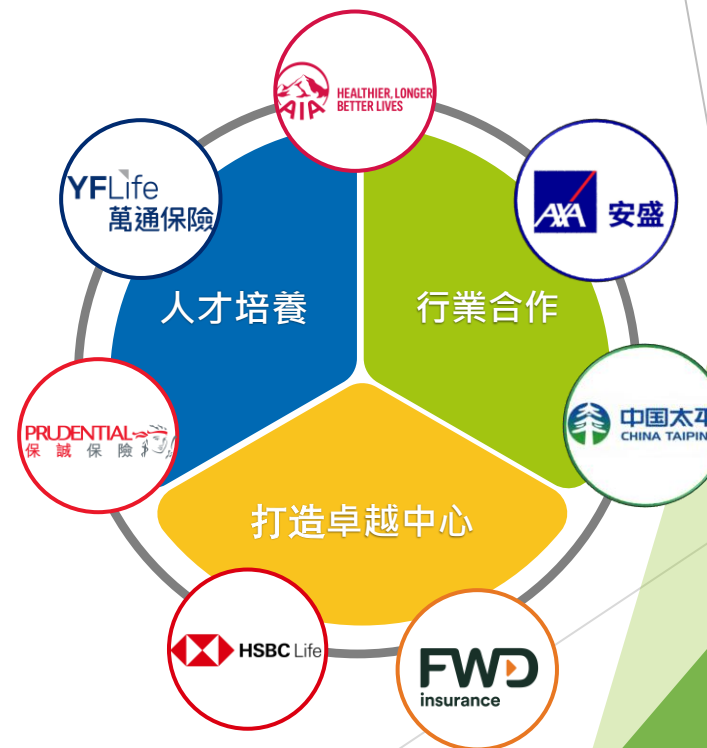 AIA
HEALTHIER, LONGER
BETTER LIVES
YFLife
萬通保險
AXA 安盛
人才培養
行業合作
PRUDENTIAL
保誠保險
中国太平
CHINA TAIPIN
打造卓越中心
HSBC Life
FWD
insurance